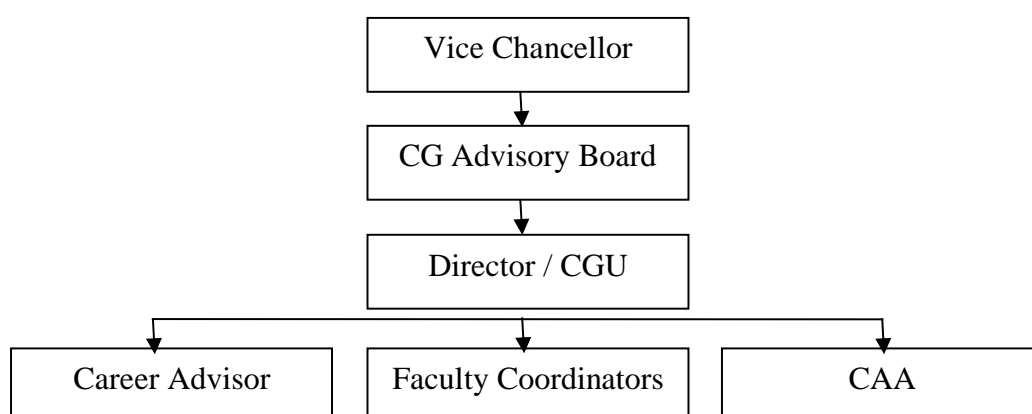 Vice Chancellor
CG Advisory Board
Director / CGU
Career Advisor
Faculty Coordinators
CAA